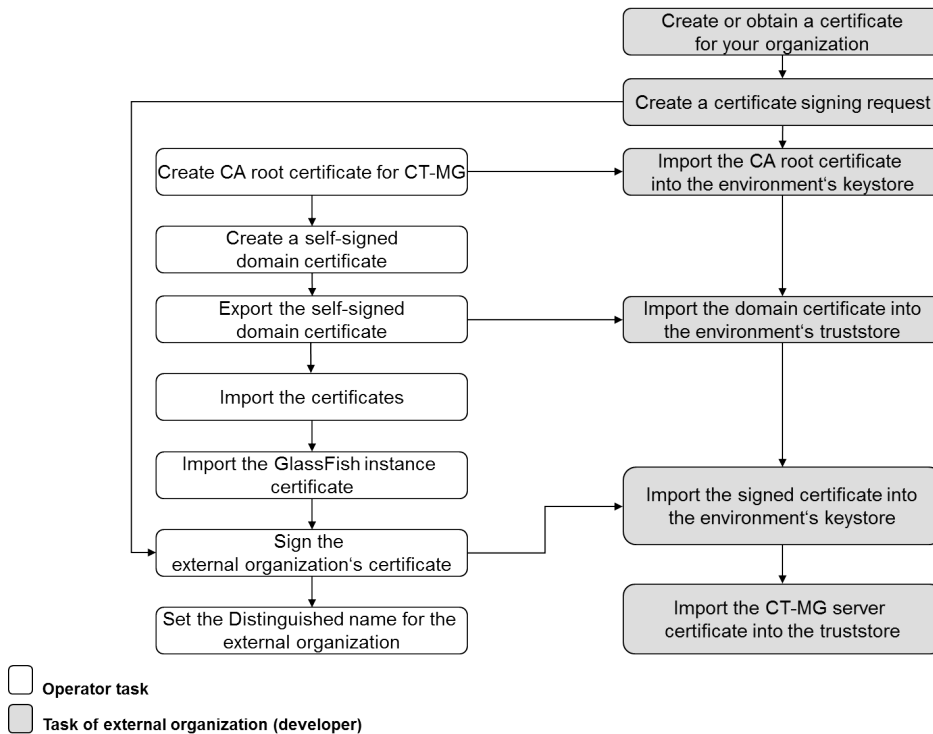 Create or obtain a certificate
for your organization
Create a certificate signing request
Create CA root certificate for CT-MG
Import the CA root certificate
into the environment‘s keystore
Create a self-signed
domain certificate
Export the self-signed
domain certificate
Import the domain certificate into
the environment‘s truststore
Import the certificates
Import the GlassFish instance
certificate
Import the signed certificate into
the environment‘s keystore
Sign the
external organization‘s certificate
Set the Distinguished name for the
external organization
Import the CT-MG server
certificate into the truststore
Operator task
Task of external organization (developer)